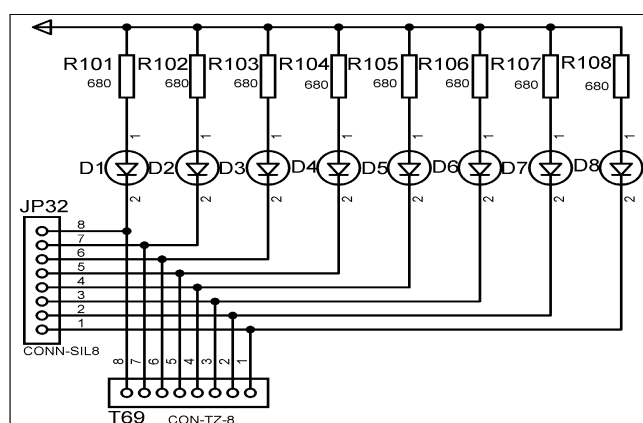 R101 R102 R103 R104 R105 R106 R107 R108
680 680 680 680 680 680 680 680
1 1 1 1 1 1 1 1
D1 D2 D3 D4 D5 D6 D7 D8
2 2 2 2 2 2 2 2
JP32
8
7
6
5
4
3
2
1
CONN-SIL8
8 7 6 5 4 3 2 1
T69 CON-TZ-8